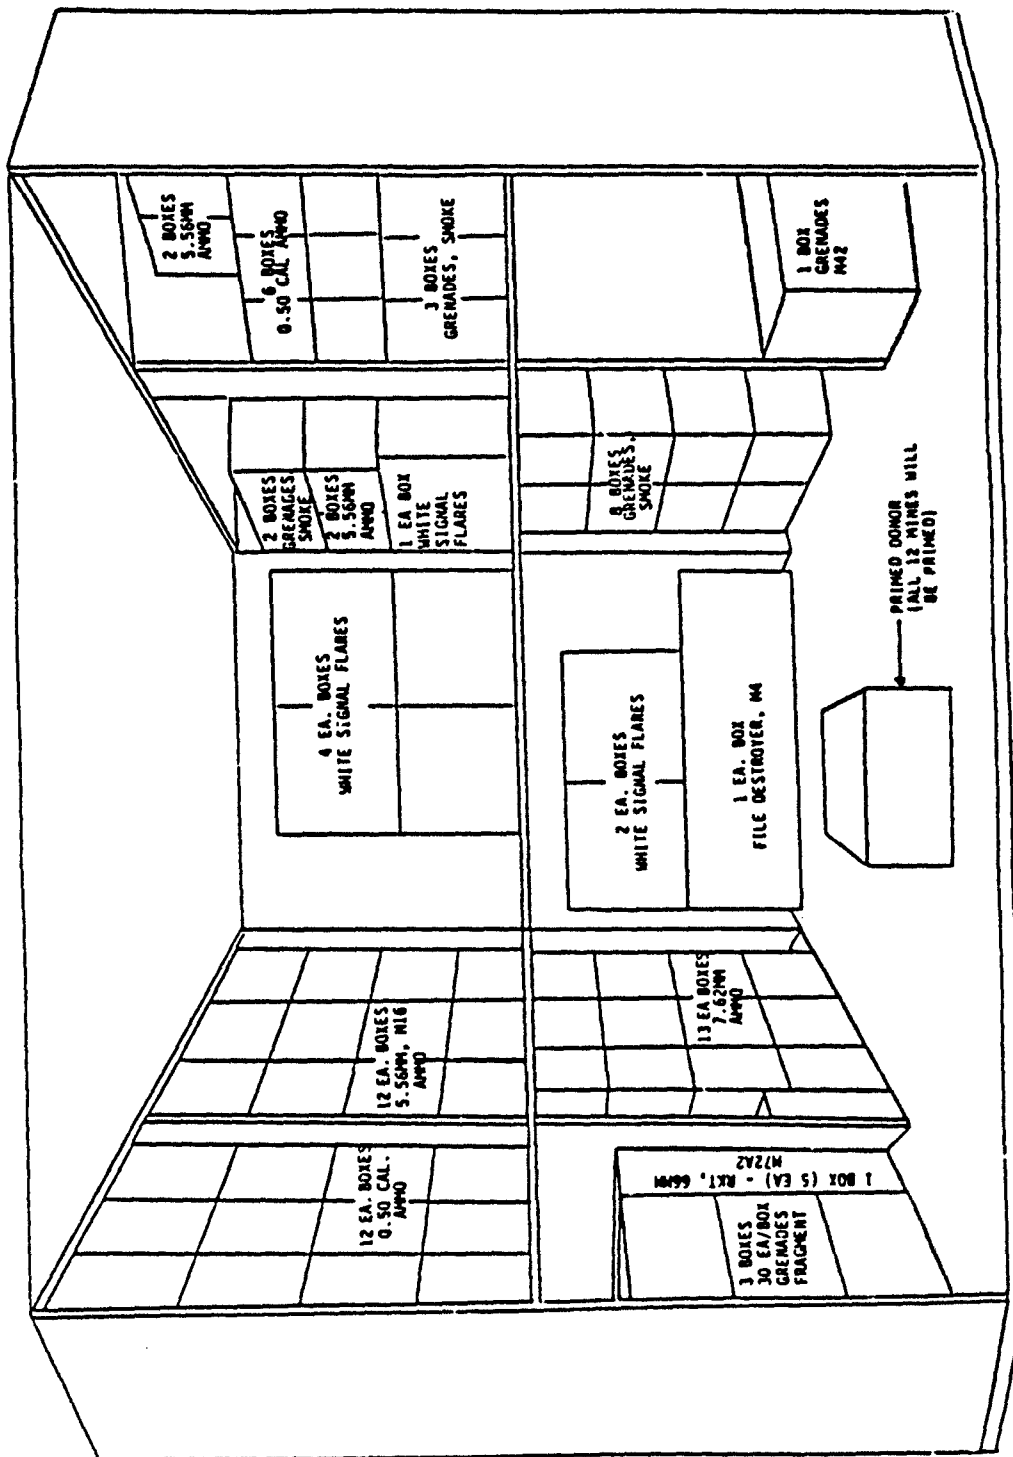 12 EA. BOXES
0.50 CAL.
AMMO
12 EA. BOXES
5.56MM, M16
AMMO
4 EA. BOXES
WHITE SIGNAL FLARES
2 BOXES
GRENAGES,
SMOKE
2 BOXES
5.56MM
AMMO
1 EA BOX
WHITE
SIGNAL
FLARES
2 BOXES
5.56MM
AMMO
6 BOXES
0.50 CAL AMMO
3 BOXES
GRENADES, SMOKE
1 BOX (5 EA) - RKT, 66MM
M72A2
3 BOXES
30 EA/BOX
GRENADES
FRAGMENT
13 EA BOXES
7.62MM
AMMO
2 EA. BOXES
WHITE SIGNAL FLARES
1 EA. BOX
FILE DESTROYER, M4
8 BOXES
GRENADES,
SMOKE
1 BOX
GRENADES
M42
PRIMED DONOR
(ALL 12 MINES WILL
BE PRIMED)